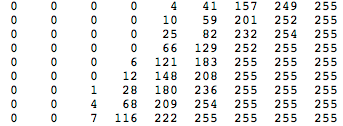 0 0 0 0 4 41 157 249 255
0 0 0 0 10 59 201 252 255
0 0 0 0 25 82 232 254 255
0 0 0 0 66 129 252 255 255
0 0 0 6 121 183 255 255 255
0 0 0 12 148 208 255 255 255
0 0 1 28 180 236 255 255 255
0 0 4 68 209 254 255 255 255
0 0 7 116 222 255 255 255 255